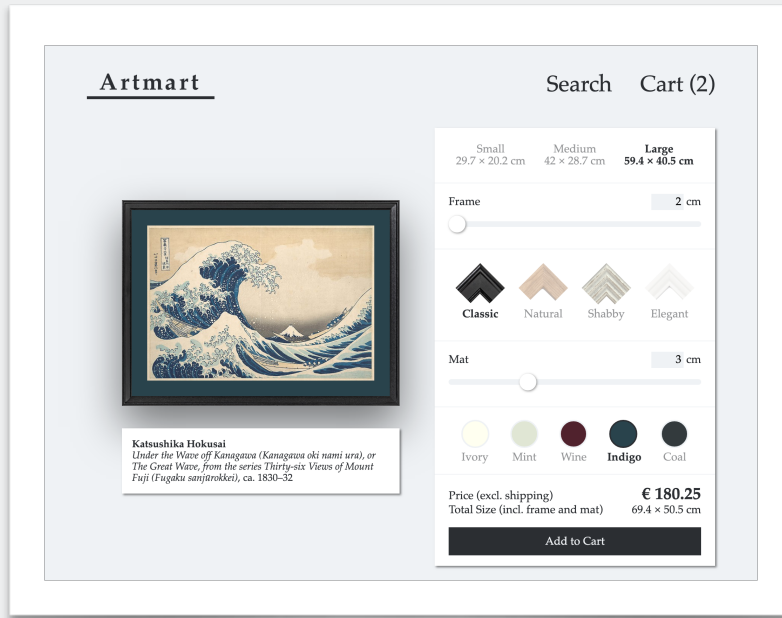 Artmart
Search
Cart (2)
Small
29.7 × 20.2 cm
Medium
42 × 28.7 cm
Large
59.4 × 40.5 cm
Frame
2 cm
Classic
Natural
Shabby
Elegant
Mat
3 cm
Ivory
Mint
Wine
Indigo
Coal
Price (excl. shipping)
€ 180.25
Total Size (incl. frame and mat)
69.4 × 50.5 cm
Add to Cart
Katsushika Hokusai
Under the Wave off Kanagawa (Kanagawa oki nami ura), or
The Great Wave, from the series Thirty-six Views of Mount
Fuji (Fugaku sanjūrokkei), ca. 1830–32